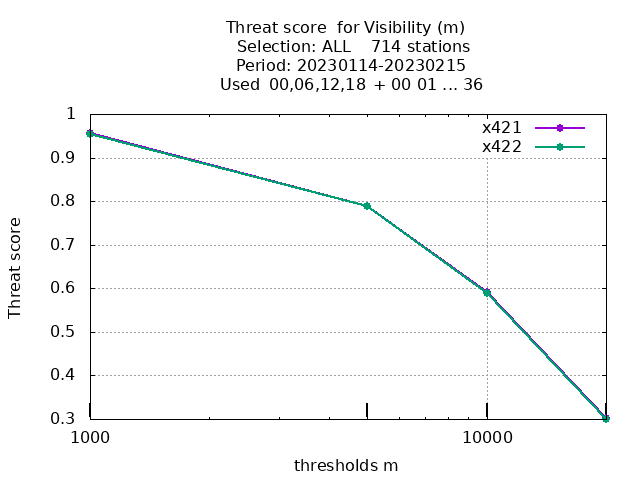 Threat score  for Visibility (m)
Selection: ALL    714 stations
Period: 20230114-20230215
Used  00,06,12,18  + 00 01 ... 36
x421
x422
Threat score
1
0.9
0.8
0.7
0.6
0.5
0.4
0.3
1000
10000
thresholds m